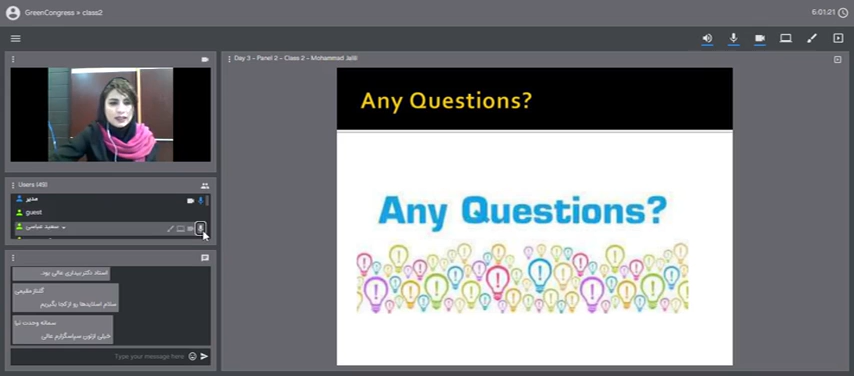 GreenCongress » class2
6:01:21
Day 3 - Panel 2 - Class 2 - Mohammad Jalili
Users (49)
مدیر
guest
سعید عباسی
استاد دکتر بیداری عالی بود.
گلناز مقیمی
سلام اسلایدها رو از کجا بگیریم
سمانه وحدت نیا
خیلی ازتون سپاسگزارم عالی
Type your message here
Any Questions?
Any Questions?